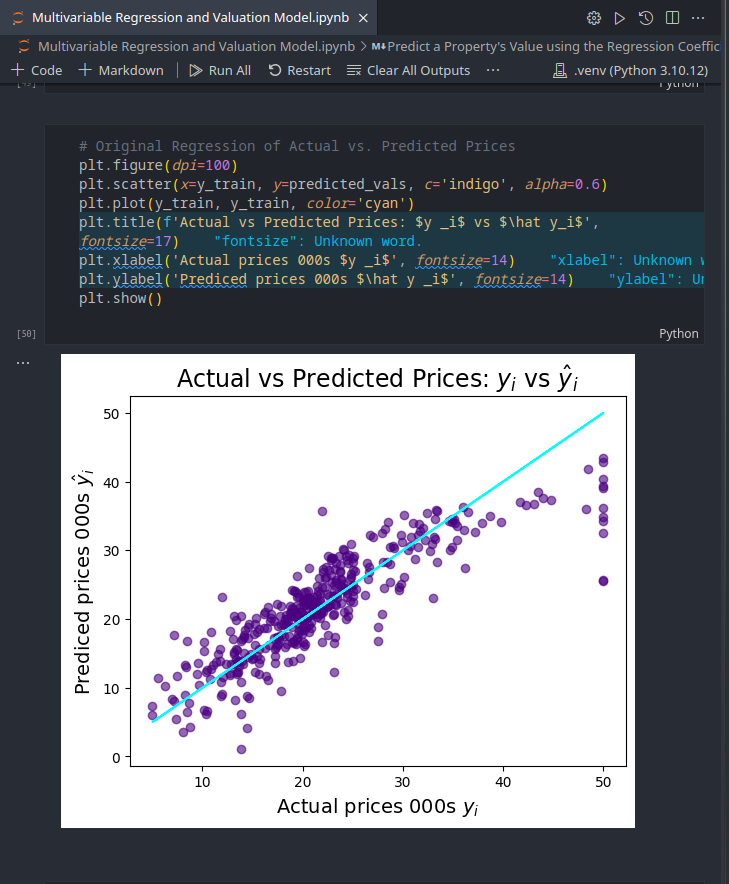 Multivariable Regression and Valuation Model.ipynb
Multivariable Regression and Valuation Model.ipynb > M↓Predict a Property's Value using the Regression Coeffic
+ Code + Markdown | Run All Restart Clear All Outputs ... .venv (Python 3.10.12)
[49] Python
# Original Regression of Actual vs. Predicted Prices
plt.figure(dpi=100)
plt.scatter(x=y_train, y=predicted_vals, c='indigo', alpha=0.6)
plt.plot(y_train, y_train, color='cyan')
plt.title(f'Actual vs Predicted Prices: $y _i$ vs $\hat y_i$',
fontsize=17) "fontsize": Unknown word.
plt.xlabel('Actual prices 000s $y _i$', fontsize=14) "xlabel": Unknown w
plt.ylabel('Prediced prices 000s $\hat y _i$', fontsize=14) "ylabel": Un
plt.show()
[50] Python
...
Actual vs Predicted Prices: yᵢ vs ŷᵢ
50
40
30
20
10
0
Prediced prices 000s ŷᵢ
10 20 30 40 50
Actual prices 000s yᵢ